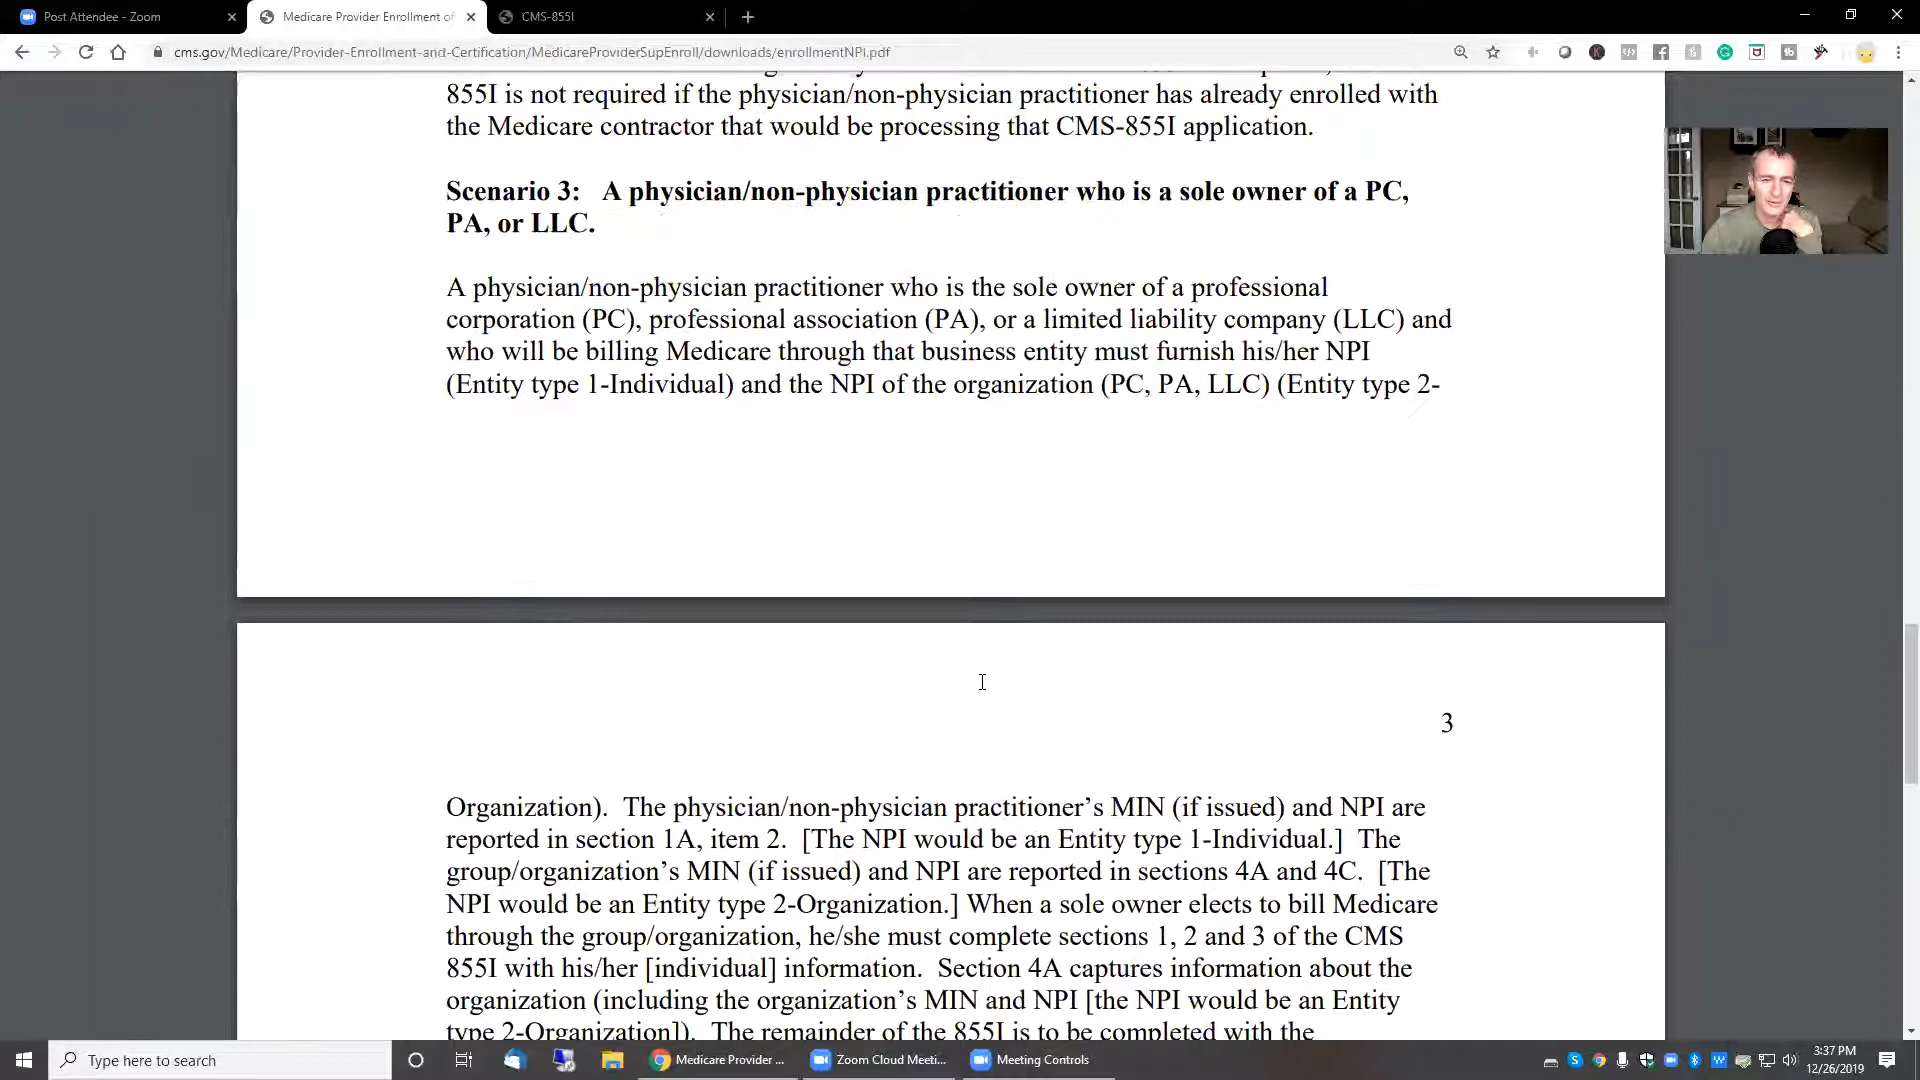 Post Attendee - Zoom
Medicare Provider Enrollment of
CMS-855I
cms.gov/Medicare/Provider-Enrollment-and-Certification/MedicareProviderSupEnroll/downloads/enrollmentNPI.pdf
855I is not required if the physician/non-physician practitioner has already enrolled with
the Medicare contractor that would be processing that CMS-855I application.
Scenario 3: A physician/non-physician practitioner who is a sole owner of a PC,
PA, or LLC.
A physician/non-physician practitioner who is the sole owner of a professional
corporation (PC), professional association (PA), or a limited liability company (LLC) and
who will be billing Medicare through that business entity must furnish his/her NPI
(Entity type 1-Individual) and the NPI of the organization (PC, PA, LLC) (Entity type 2-
3
Organization). The physician/non-physician practitioner’s MIN (if issued) and NPI are
reported in section 1A, item 2. [The NPI would be an Entity type 1-Individual.] The
group/organization’s MIN (if issued) and NPI are reported in sections 4A and 4C. [The
NPI would be an Entity type 2-Organization.] When a sole owner elects to bill Medicare
through the group/organization, he/she must complete sections 1, 2 and 3 of the CMS
855I with his/her [individual] information. Section 4A captures information about the
organization (including the organization’s MIN and NPI [the NPI would be an Entity
type 2-Organization]). The remainder of the 855I is to be completed with the
Type here to search
Medicare Provider ...
Zoom Cloud Meeti...
Meeting Controls
3:37 PM
12/26/2019